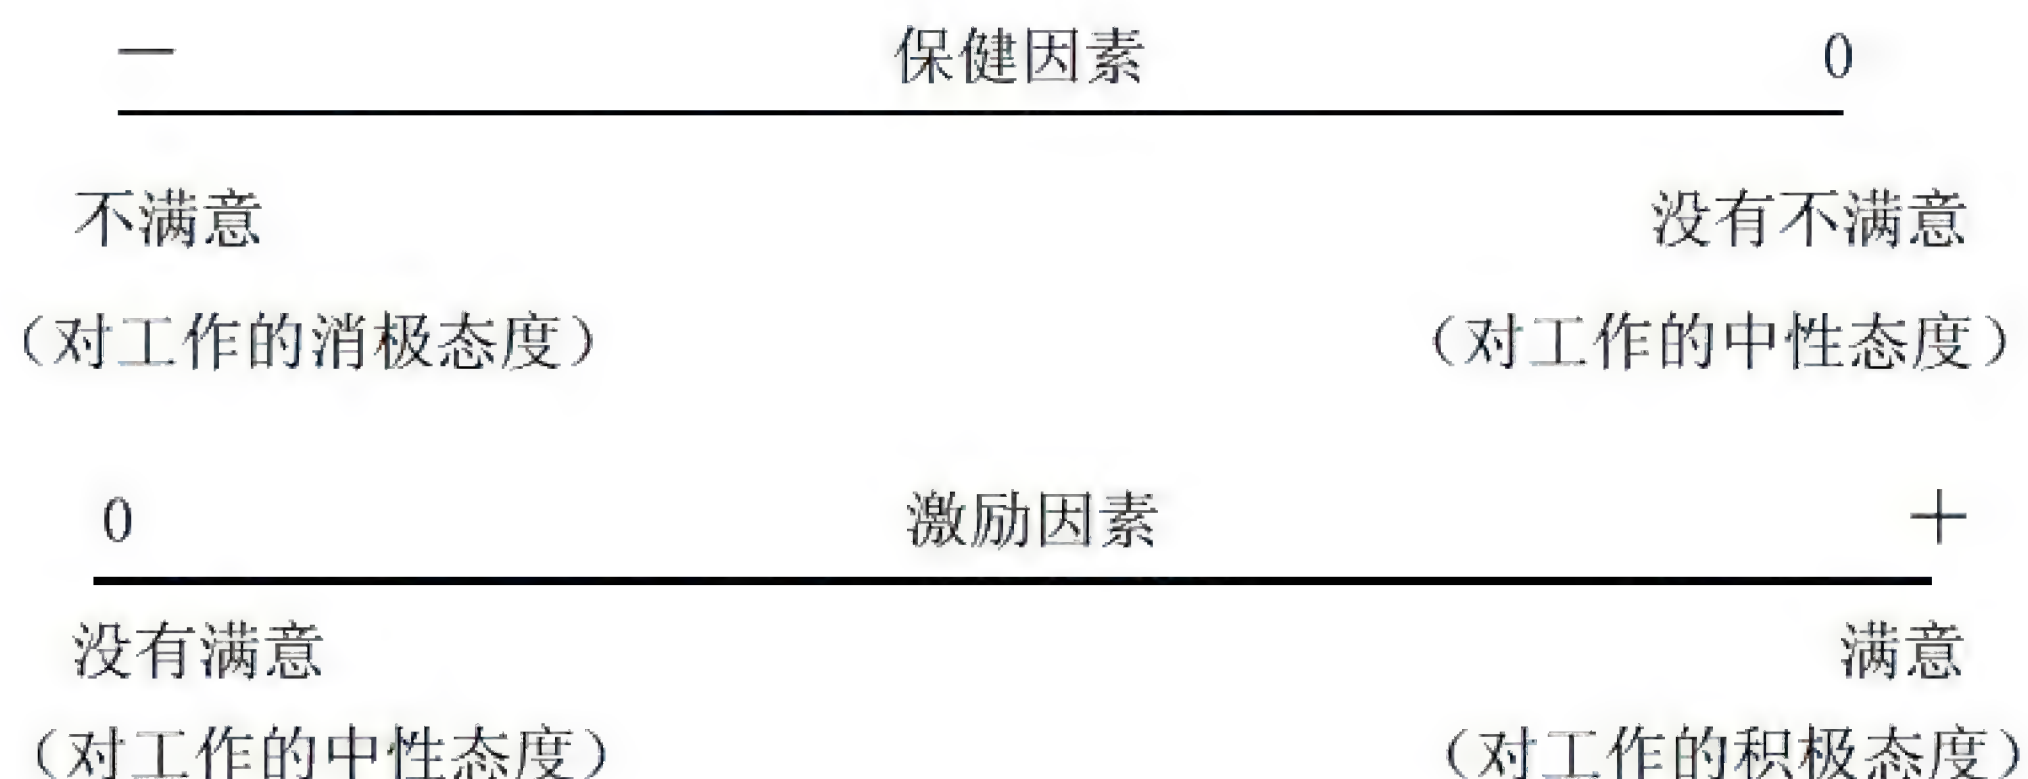 — 保健因素 0
不满意 没有不满意
（对工作的消极态度） （对工作的中性态度）
0 激励因素 +
没有满意 满意
（对工作的中性态度） （对工作的积极态度）